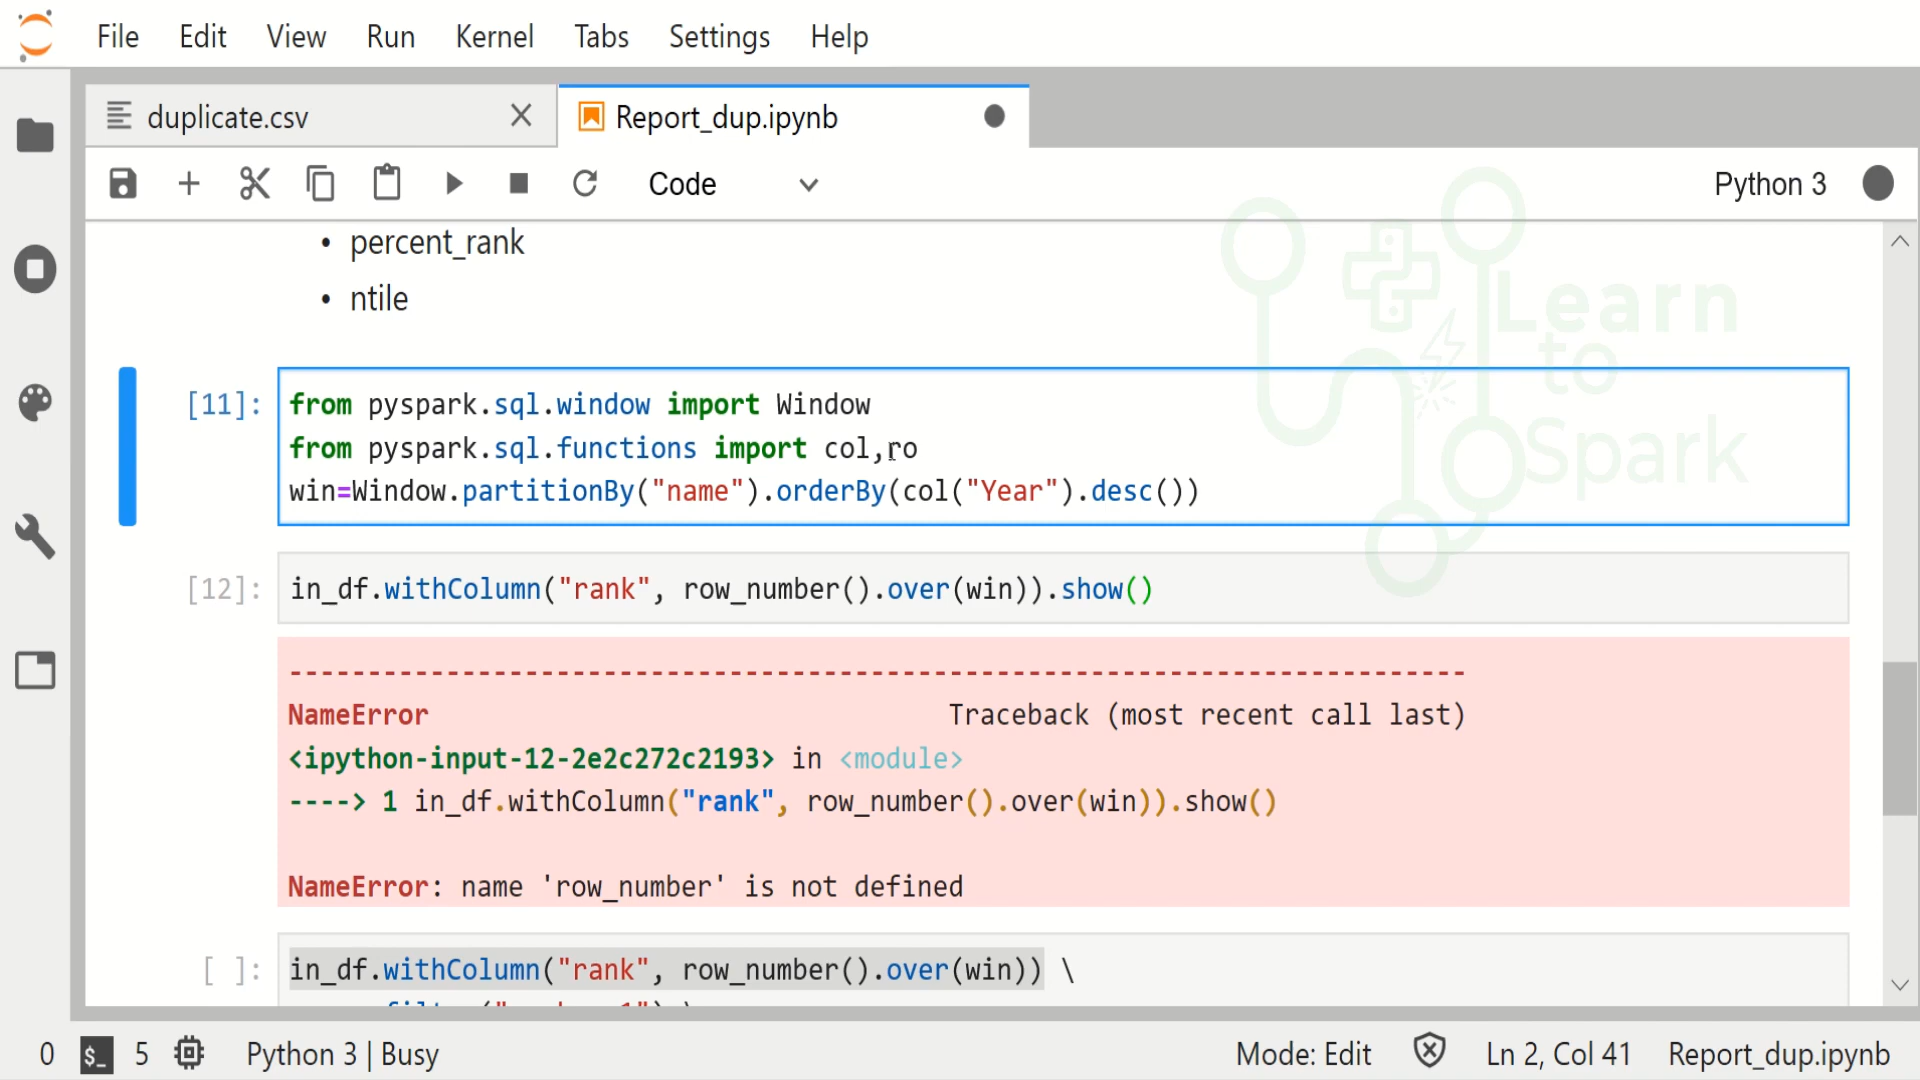 File Edit View Run Kernel Tabs Settings Help
duplicate.csv
Report_dup.ipynb
Code
Python 3
• percent_rank
• ntile
Learn
to
Spark
[11]:
from pyspark.sql.window import Window
from pyspark.sql.functions import col,ro
win=Window.partitionBy("name").orderBy(col("Year").desc())
[12]:
in_df.withColumn("rank", row_number().over(win)).show()
---------------------------------------------------------------------------
NameError Traceback (most recent call last)
<ipython-input-12-2e2c272c2193> in <module>
----> 1 in_df.withColumn("rank", row_number().over(win)).show()
NameError: name 'row_number' is not defined
[ ]:
in_df.withColumn("rank", row_number().over(win)) \
0 $_ 5 Python 3 | Busy Mode: Edit Ln 2, Col 41 Report_dup.ipynb